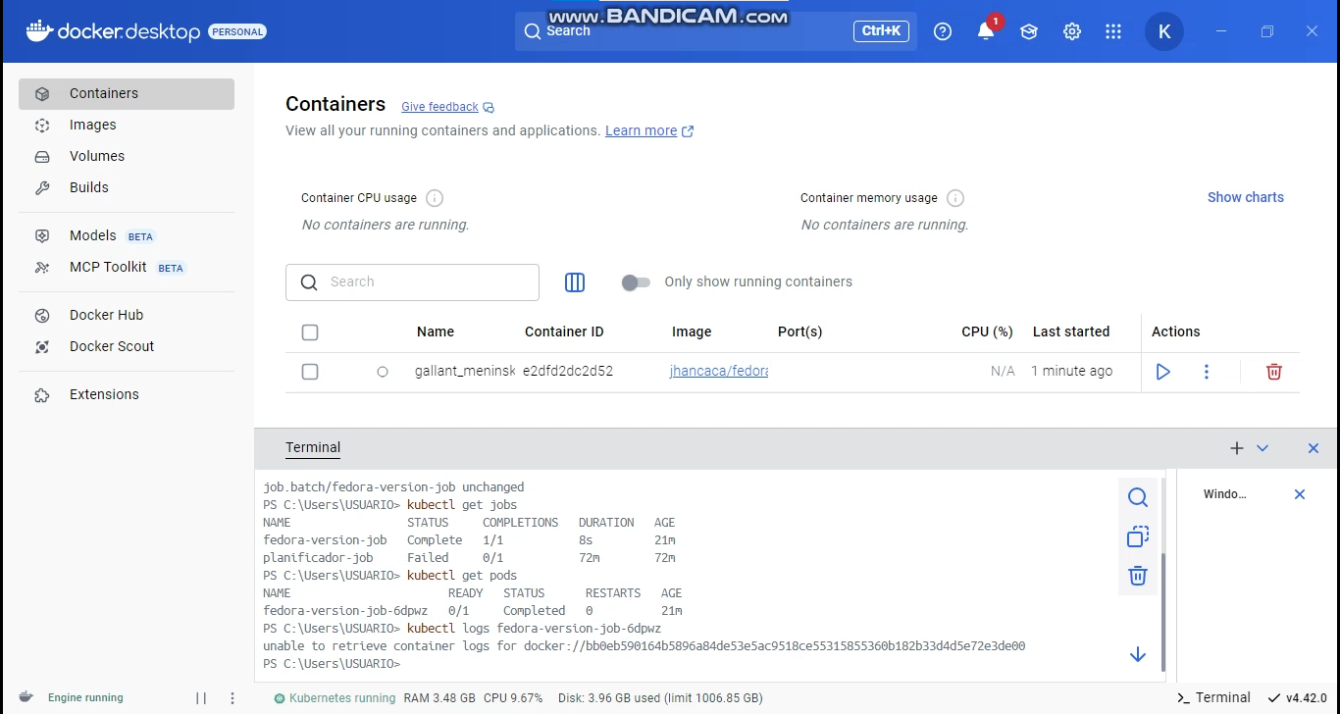 www.BANDICAM.com
docker.desktop PERSONAL
Search Ctrl+K 1 K
Containers
Images
Volumes
Builds
Models BETA
MCP Toolkit BETA
Docker Hub
Docker Scout
Extensions
Containers Give feedback
View all your running containers and applications. Learn more
Container CPU usage
No containers are running.
Container memory usage
No containers are running.
Show charts
Search
Only show running containers
Name Container ID Image Port(s) CPU (%) Last started Actions
gallant_meninsk e2dfd2dc2d52 jhancaca/fedora N/A 1 minute ago
Terminal
job.batch/fedora-version-job unchanged
PS C:\Users\USUARIO> kubectl get jobs
NAME STATUS COMPLETIONS DURATION AGE
fedora-version-job Complete 1/1 8s 21m
planificador-job Failed 0/1 72m 72m
PS C:\Users\USUARIO> kubectl get pods
NAME READY STATUS RESTARTS AGE
fedora-version-job-6dpwz 0/1 Completed 0 21m
PS C:\Users\USUARIO> kubectl logs fedora-version-job-6dpwz
unable to retrieve container logs for docker://bb0eb590164b5896a84de53e5ac9518ce55315855360b182b33d4d5e72e3de00
PS C:\Users\USUARIO>
Windo...
Engine running
Kubernetes running RAM 3.48 GB CPU 9.67% Disk: 3.96 GB used (limit 1006.85 GB)
>_ Terminal v4.42.0